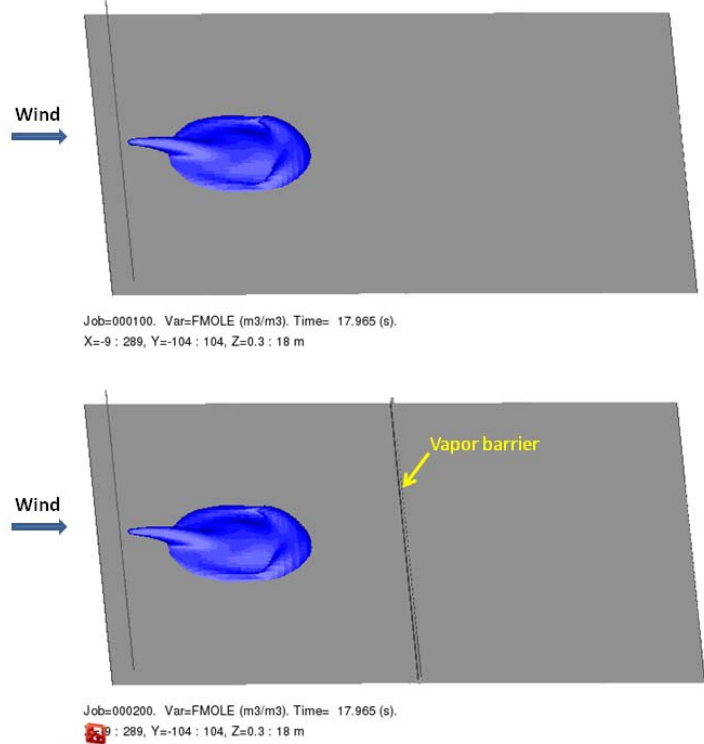 Wind
Job=000100. Var=FMOLE (m3/m3). Time= 17.965 (s).
X=-9 : 289, Y=-104 : 104, Z=0.3 : 18 m
Vapor barrier
Wind
Job=000200. Var=FMOLE (m3/m3). Time= 17.965 (s).
9 : 289, Y=-104 : 104, Z=0.3 : 18 m